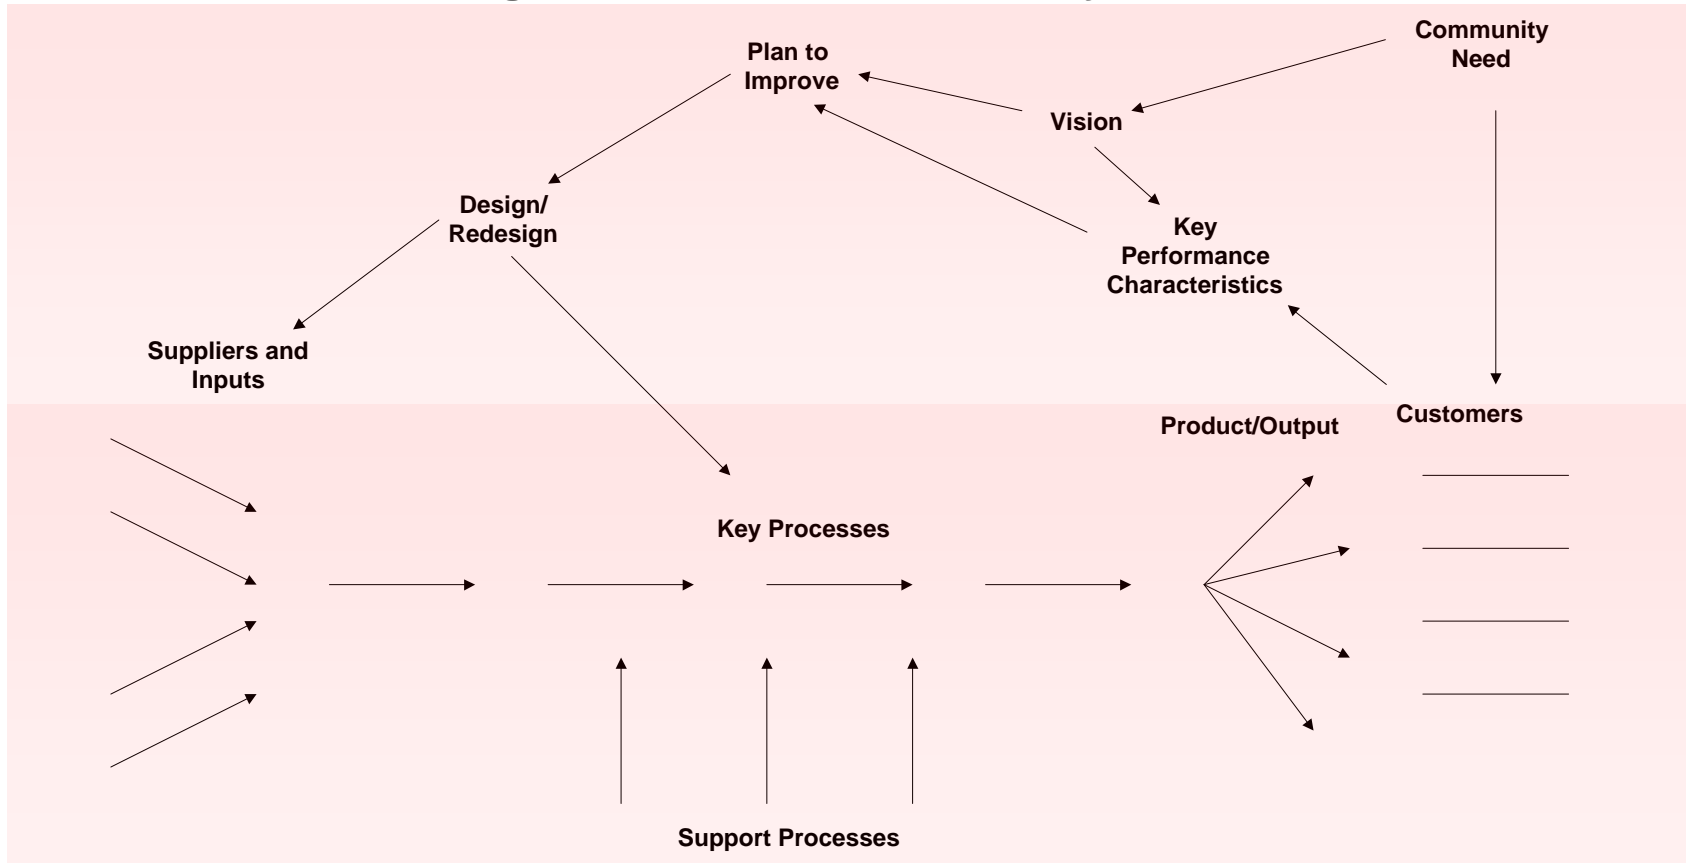 Community
Need
Plan to
Improve
Vision
Design/
Redesign
Key
Performance
Characteristics
Suppliers and
Inputs
Customers
Product/Output
Key Processes
Support Processes